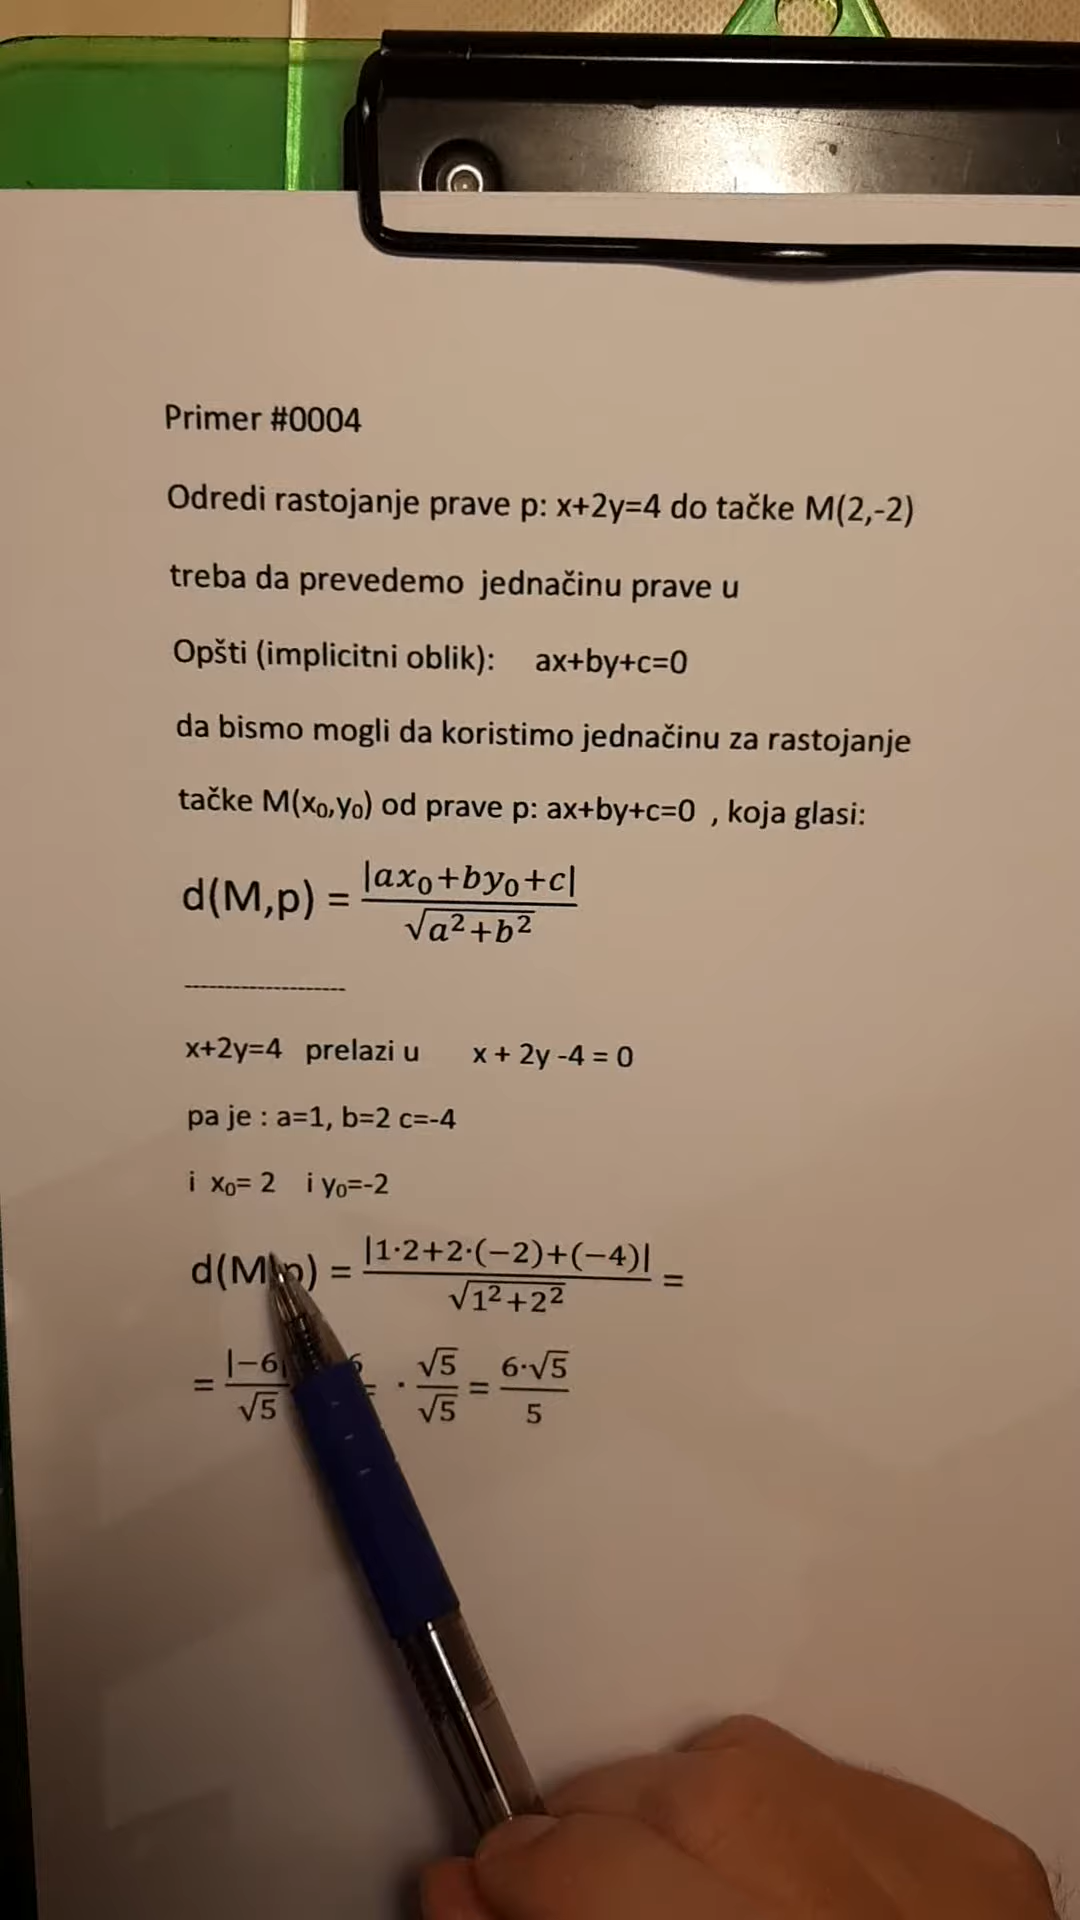 Primer #0004
Odredi rastojanje prave p: x+2y=4 do tačke M(2,-2)
treba da prevedemo jednačinu prave u
Opšti (implicitni oblik): ax+by+c=0
da bismo mogli da koristimo jednačinu za rastojanje
tačke M(x₀,y₀) od prave p: ax+by+c=0 , koja glasi:
d(M,p) = |ax₀+by₀+c| / √(a²+b²)
--------------------
x+2y=4 prelazi u x + 2y -4 = 0
pa je : a=1, b=2 c=-4
i x₀= 2 i y₀=-2
d(M,p) = |1·2+2·(−2)+(−4)| / √(1²+2²) =
= |−6| / √5 · √5/√5 = 6·√5 / 5